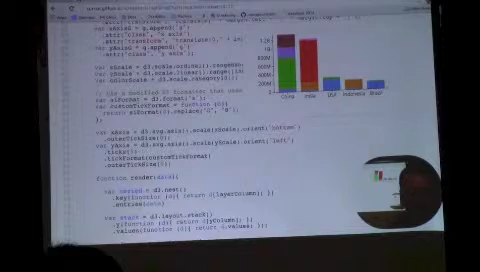 .attr("class", "x axis")
.attr("transform", "translate(0," + in
var yAxisG = g.append("g")
.attr("class", "y axis")
var xScale = d3.scale.ordinal().range
var yScale = d3.scale.linear().range([
var colorScale = d3.scale.category10(
// Use a modified SI formatter that uses
var siFormat = d3.format("s");
var customTickFormat = function (d){
return siFormat(d).replace("G", "B");
var xAxis = d3.svg.axis().scale(xScale).orient("bottom")
.outerTickSize(0);
var yAxis = d3.svg.axis().scale(yScale).orient("left")
.ticks(5)
.tickFormat(customTickFormat)
.outerTickSize(0);
function render(data){
var nested = d3.nest()
.key(function (d){ return d[layerColumn]; })
.entries(data)
var stack = d3.layout.stack()
.y(function (d){ return d[yColumn]; })
.values(function (d){ return d.values; });
1.2B
1B
800M
600M
400M
200M
0
China
India
USA
Indonesia
Brazil